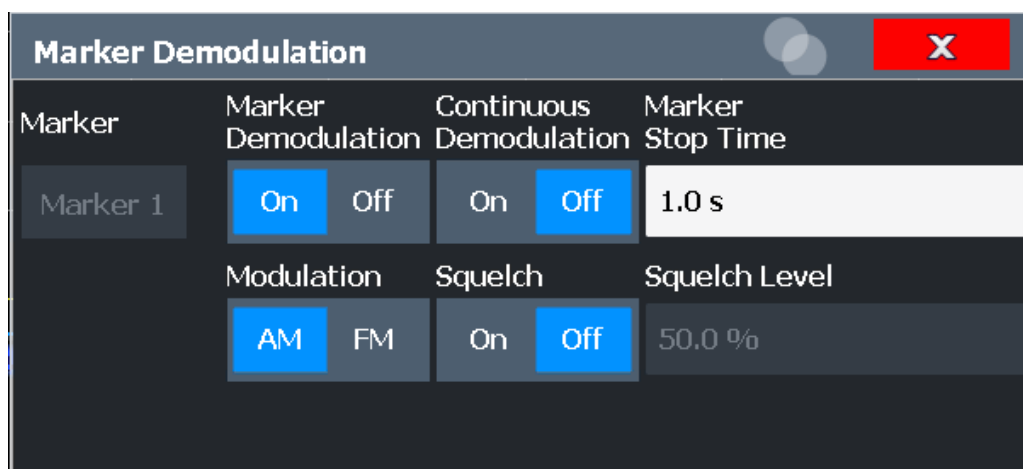 Marker Demodulation X
Marker
Marker
Demodulation
Continuous
Demodulation
Marker
Stop Time
Marker 1
On Off
On Off
1.0 s
Modulation
Squelch
Squelch Level
AM FM
On Off
50.0 %